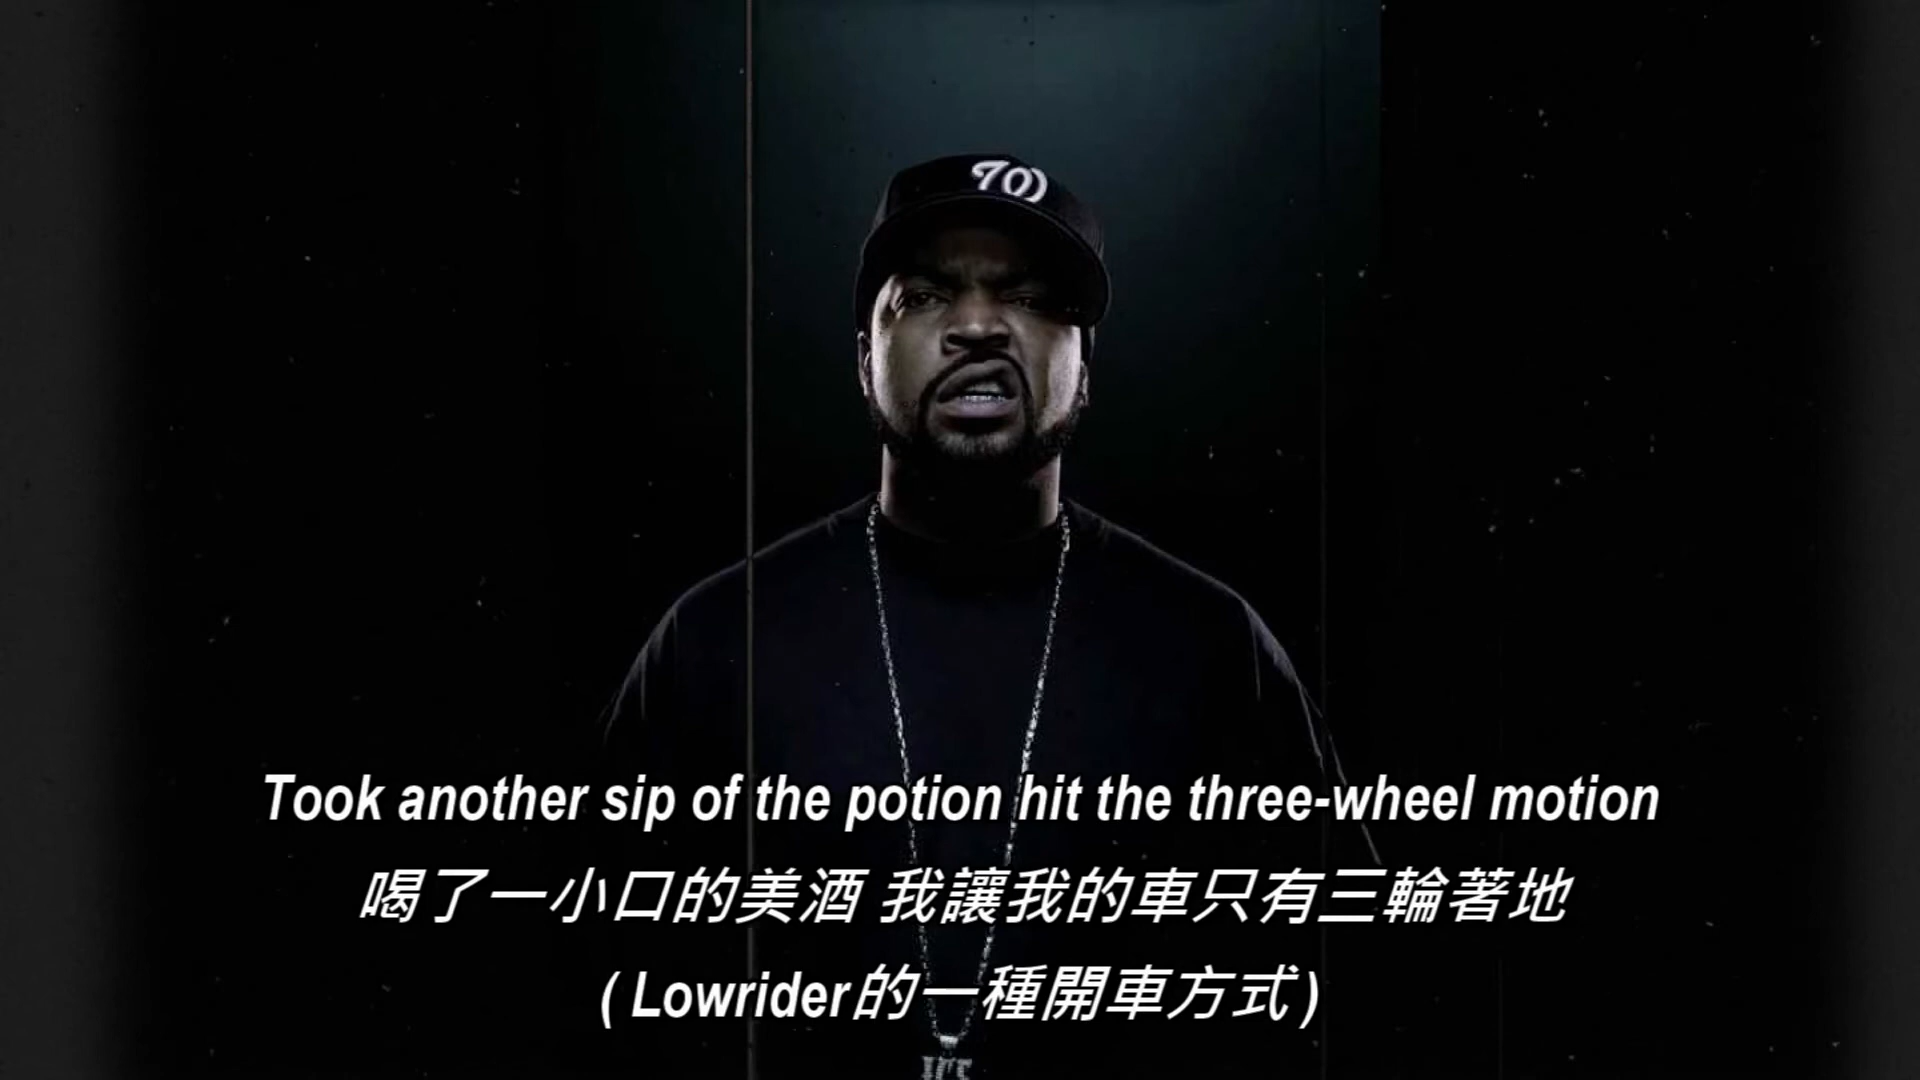 Took another sip of the potion hit the three-wheel motion
喝了一小口的美酒 我讓我的車只有三輪著地
( Lowrider的一種開車方式)